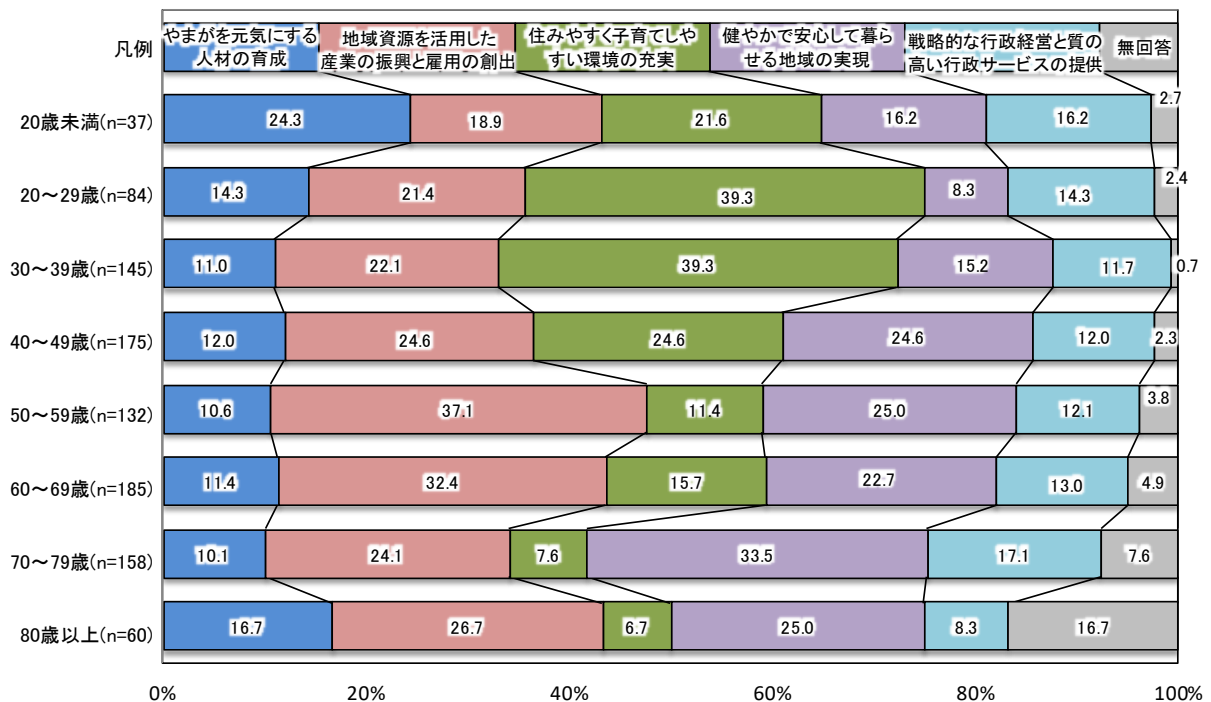 凡例
やまがを元気にする
人材の育成
地域資源を活用した
産業の振興と雇用の創出
住みやすく子育てしや
すい環境の充実
健やかで安心して暮ら
せる地域の実現
戦略的な行政経営と質の
高い行政サービスの提供
無回答
20歳未満(n=37)
24.3
18.9
21.6
16.2
16.2
2.7
20～29歳(n=84)
14.3
21.4
39.3
8.3
14.3
2.4
30～39歳(n=145)
11.0
22.1
39.3
15.2
11.7
0.7
40～49歳(n=175)
12.0
24.6
24.6
24.6
12.0
2.3
50～59歳(n=132)
10.6
37.1
11.4
25.0
12.1
3.8
60～69歳(n=185)
11.4
32.4
15.7
22.7
13.0
4.9
70～79歳(n=158)
10.1
24.1
7.6
33.5
17.1
7.6
80歳以上(n=60)
16.7
26.7
6.7
25.0
8.3
16.7
0%
20%
40%
60%
80%
100%